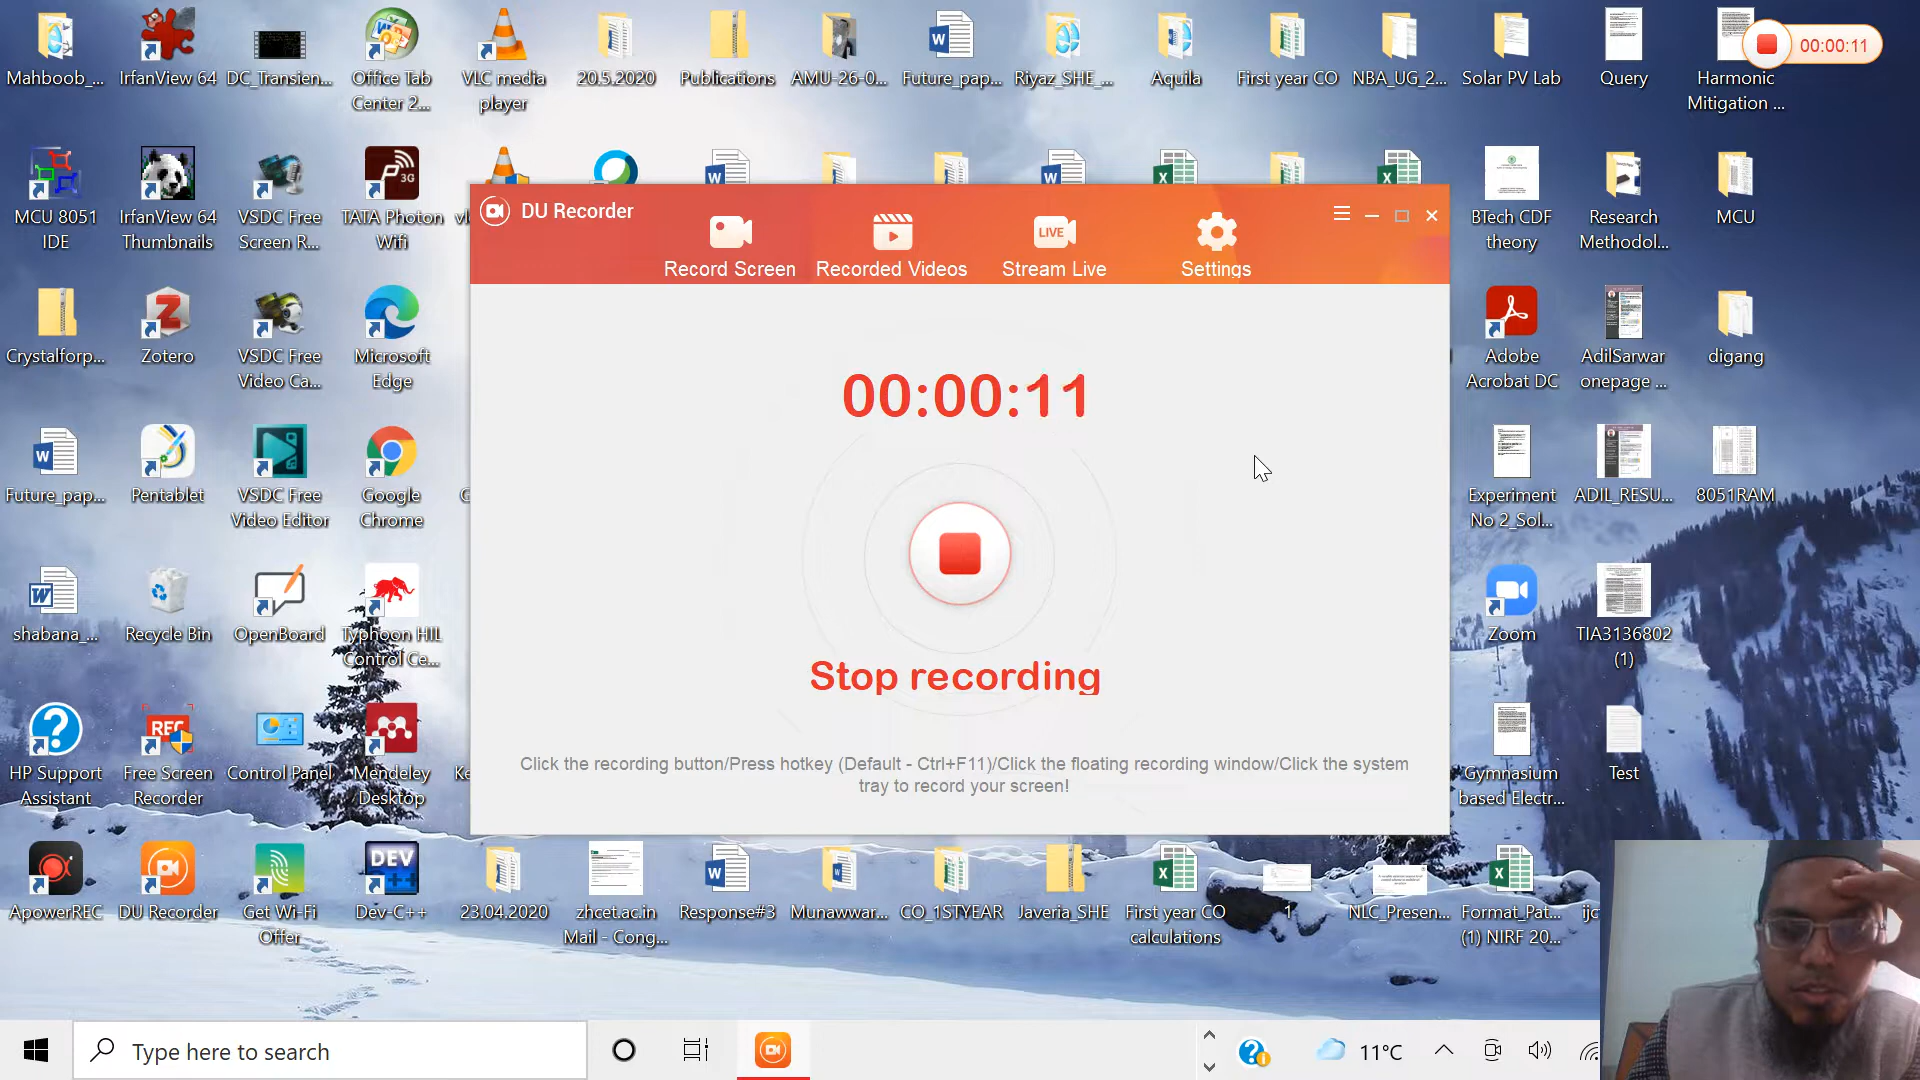 Mahboob_...
IrfanView 64
DC_Transien...
Office Tab
Center 2...
VLC media
player
20.5.2020
Publications
AMU-26-0...
Future_pap...
Riyaz_SHE_...
Aquila
First year CO
NBA_UG_2...
Solar PV Lab
Query
Harmonic
Mitigation ...
00:00:11
MCU 8051
IDE
IrfanView 64
Thumbnails
VSDC Free
Screen R...
TATA Photon
Wifi
BTech CDF
theory
Research
Methodol...
MCU
DU Recorder
LIVE
Record Screen
Recorded Videos
Stream Live
Settings
Crystalforp...
Zotero
VSDC Free
Video Ca...
Microsoft
Edge
Adobe
Acrobat DC
AdilSarwar
onepage ...
digang
00:00:11
Future_pap...
Pentablet
VSDC Free
Video Editor
Google
Chrome
Experiment
No 2_Sol...
ADIL_RESU...
8051RAM
shabana_...
Recycle Bin
OpenBoard
Typhoon HIL
Control Ce...
Zoom
TIA3136802
(1)
Stop recording
HP Support
Assistant
REC
Free Screen
Recorder
Control Panel
Mendeley
Desktop
Gymnasium
based Electr...
Test
Click the recording button/Press hotkey (Default - Ctrl+F11)/Click the floating recording window/Click the system
tray to record your screen!
ApowerREC
DU Recorder
Get Wi-Fi
Offer
DEV
Dev-C++
23.04.2020
zhcet.ac.in
Mail - Cong...
Response#3
Munawwar...
CO_1STYEAR
Javeria_SHE
First year CO
calculations
1
NLC_Presen...
Format_Pat...
(1) NIRF 20...
Type here to search
11°C